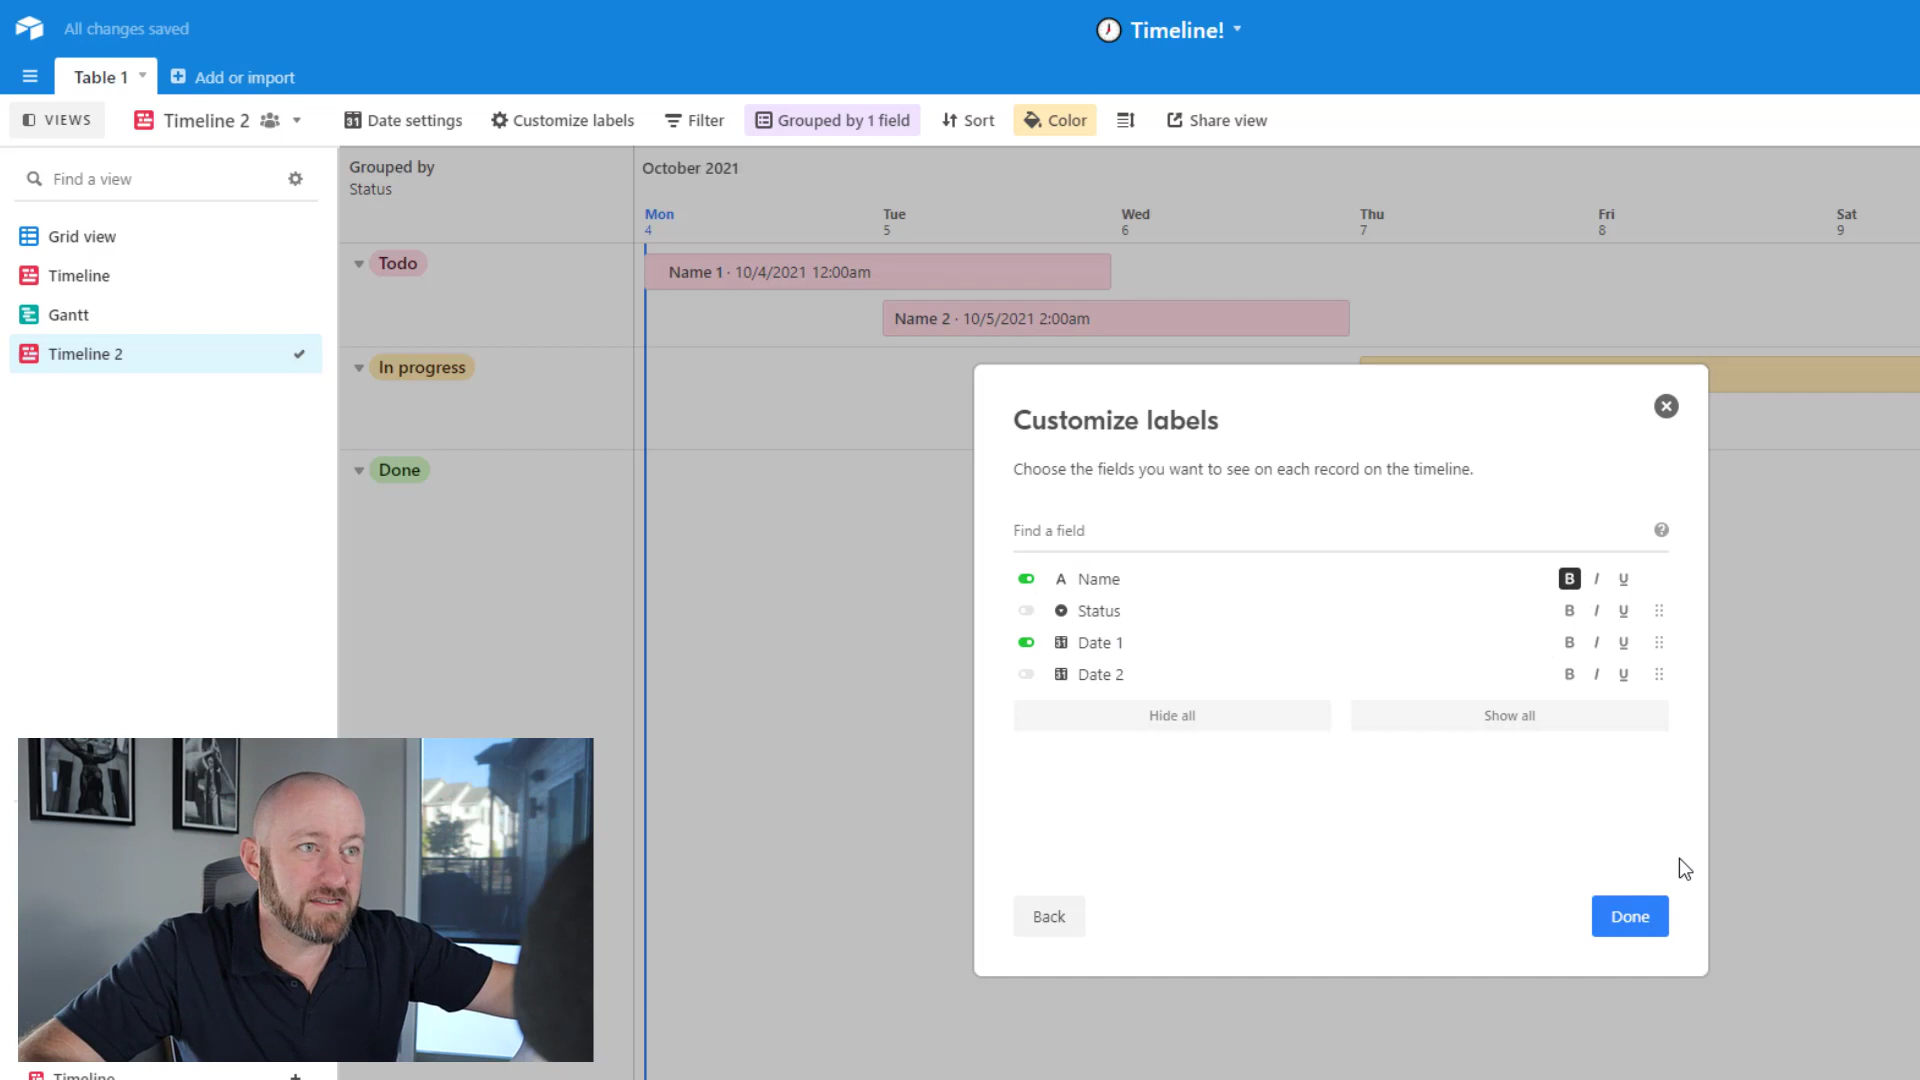 All changes saved
Timeline!
Table 1
Add or import
VIEWS
Timeline 2
31 Date settings
Customize labels
Filter
Grouped by 1 field
Sort
Color
Share view
Find a view
Grid view
Timeline
Gantt
Timeline 2
Grouped by
Status
October 2021
Mon
4
Tue
5
Wed
6
Thu
7
Fri
8
Sat
9
Todo
Name 1 · 10/4/2021 12:00am
Name 2 · 10/5/2021 2:00am
In progress
Done
Customize labels
Choose the fields you want to see on each record on the timeline.
Find a field ?
A Name B I U
Status B I U
31 Date 1 B I U
31 Date 2 B I U
Hide all
Show all
Back
Done
Timeline +